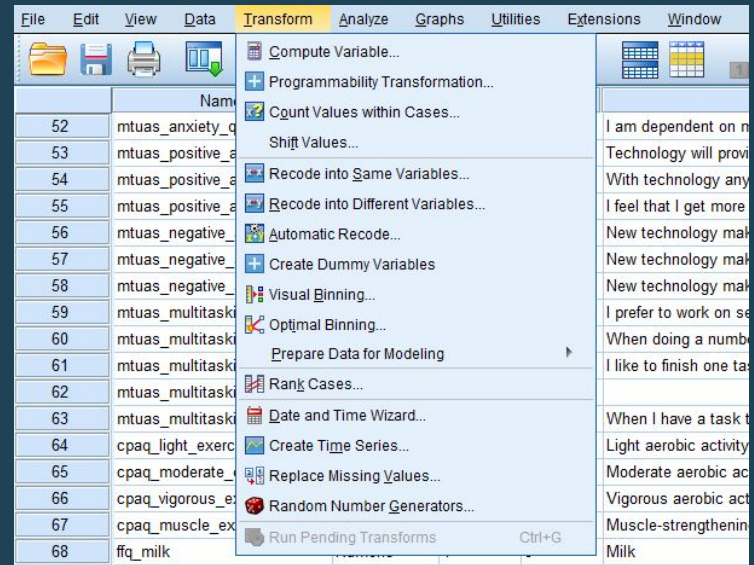 File Edit View Data Transform Analyze Graphs Utilities Extensions Window
Compute Variable...
Programmability Transformation...
Count Values within Cases...
Shift Values...
Recode into Same Variables...
Recode into Different Variables...
Automatic Recode...
Create Dummy Variables
Visual Binning...
Optimal Binning...
Prepare Data for Modeling
Rank Cases...
Date and Time Wizard...
Create Time Series...
Replace Missing Values...
Random Number Generators...
Run Pending Transforms Ctrl+G
Name
52 mtuas_anxiety_q I am dependent on
53 mtuas_positive_a Technology will provi
54 mtuas_positive_a With technology any
55 mtuas_positive_a I feel that I get more
56 mtuas_negative_ New technology mak
57 mtuas_negative_ New technology mak
58 mtuas_negative_ New technology mak
59 mtuas_multitaski I prefer to work on se
60 mtuas_multitaski When doing a numbe
61 mtuas_multitaski I like to finish one tas
62 mtuas_multitaski
63 mtuas_multitaski When I have a task t
64 cpaq_light_exerc Light aerobic activity
65 cpaq_moderate_ Moderate aerobic ac
66 cpaq_vigorous_ex Vigorous aerobic act
67 cpaq_muscle_ex Muscle-strengthenin
68 ffq_milk Milk